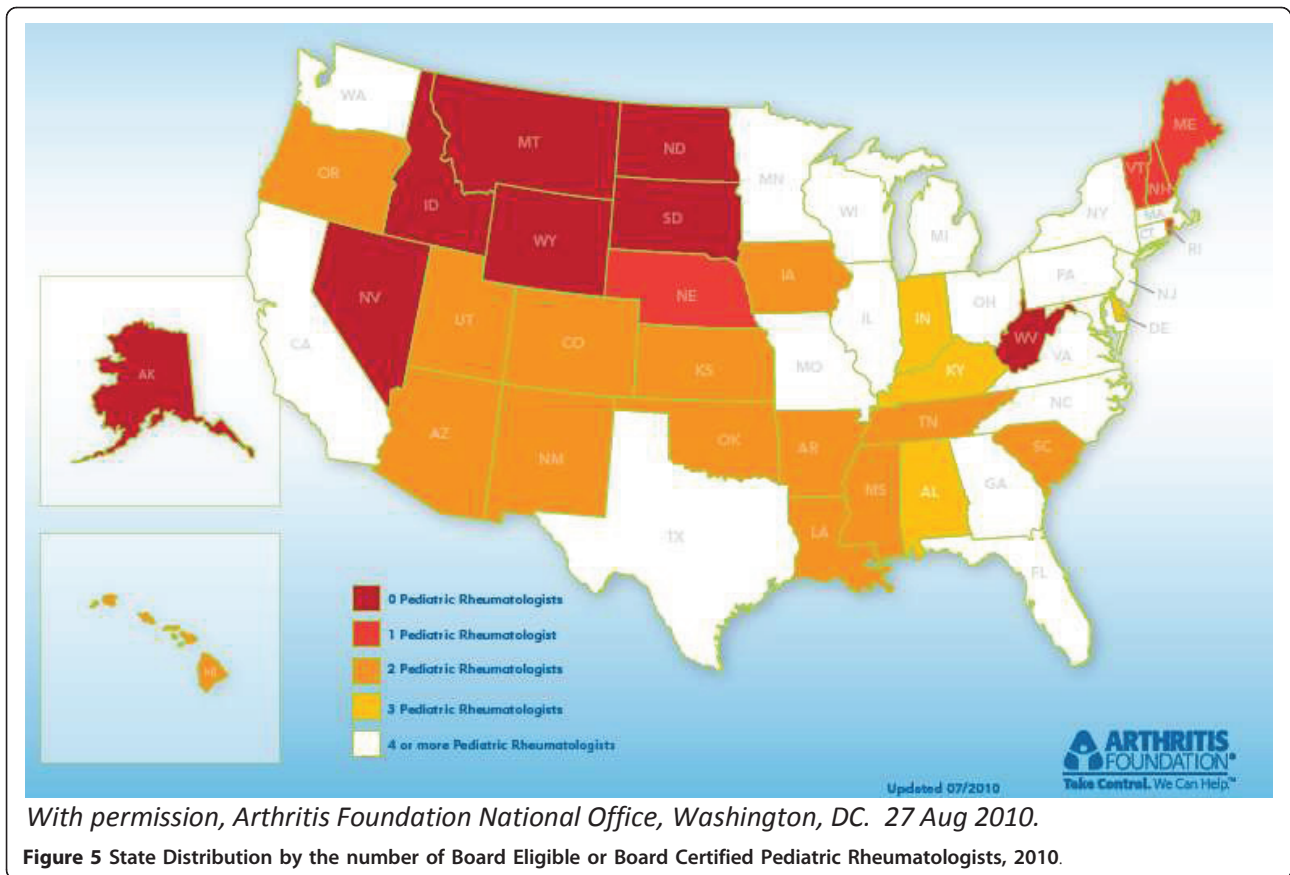 WA
MT
ND
MN
ME
VT
NH
OR
ID
SD
WI
NY
MA
CT
RI
WY
MI
IA
PA
NJ
NE
NV
IL
IN
OH
DE
UT
CO
WV
VA
CA
KS
MO
KY
AK
NC
TN
AZ
NM
OK
AR
SC
MS
AL
GA
TX
LA
FL
HI
0 Pediatric Rheumatologists
1 Pediatric Rheumatologist
2 Pediatric Rheumatologists
3 Pediatric Rheumatologists
4 or more Pediatric Rheumatologists
ARTHRITIS
FOUNDATION®
Take Control. We Can Help.™
Updated 07/2010
With permission, Arthritis Foundation National Office, Washington, DC. 27 Aug 2010.
Figure 5 State Distribution by the number of Board Eligible or Board Certified Pediatric Rheumatologists, 2010.